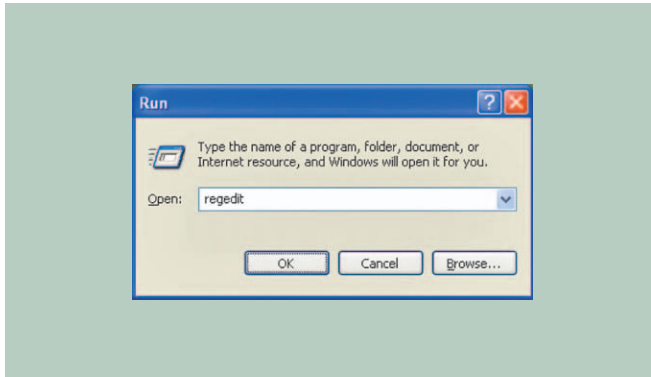 Run
Type the name of a program, folder, document, or
Internet resource, and Windows will open it for you.
Open: regedit
OK Cancel Browse...